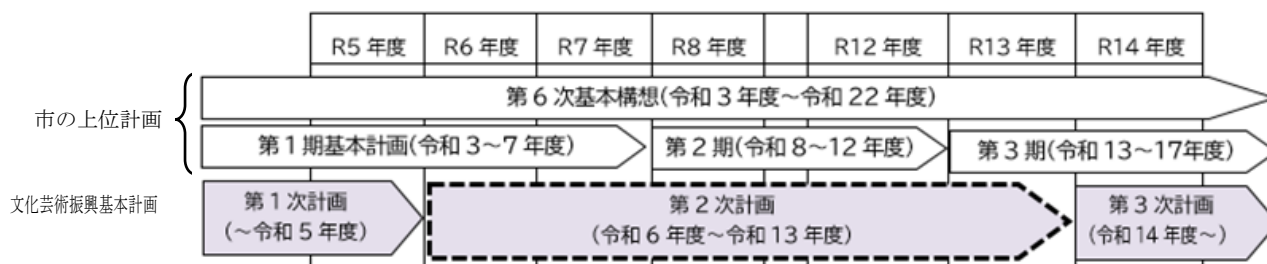 R5 年度 R6 年度 R7 年度 R8 年度 R12 年度 R13 年度 R14 年度
市の上位計画
第 6 次基本構想(令和 3 年度~令和 22 年度)
第 1 期基本計画(令和 3~7 年度) 第 2 期(令和 8~12 年度) 第 3 期(令和 13~17年度)
文化芸術振興基本計画
第 1 次計画
(~令和 5 年度)
第 2 次計画
(令和 6 年度~令和 13 年度)
第 3 次計画
(令和 14 年度~)